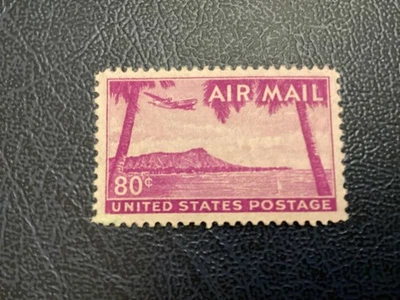 AIR MAIL
80¢
UNITED STATES POSTAGE